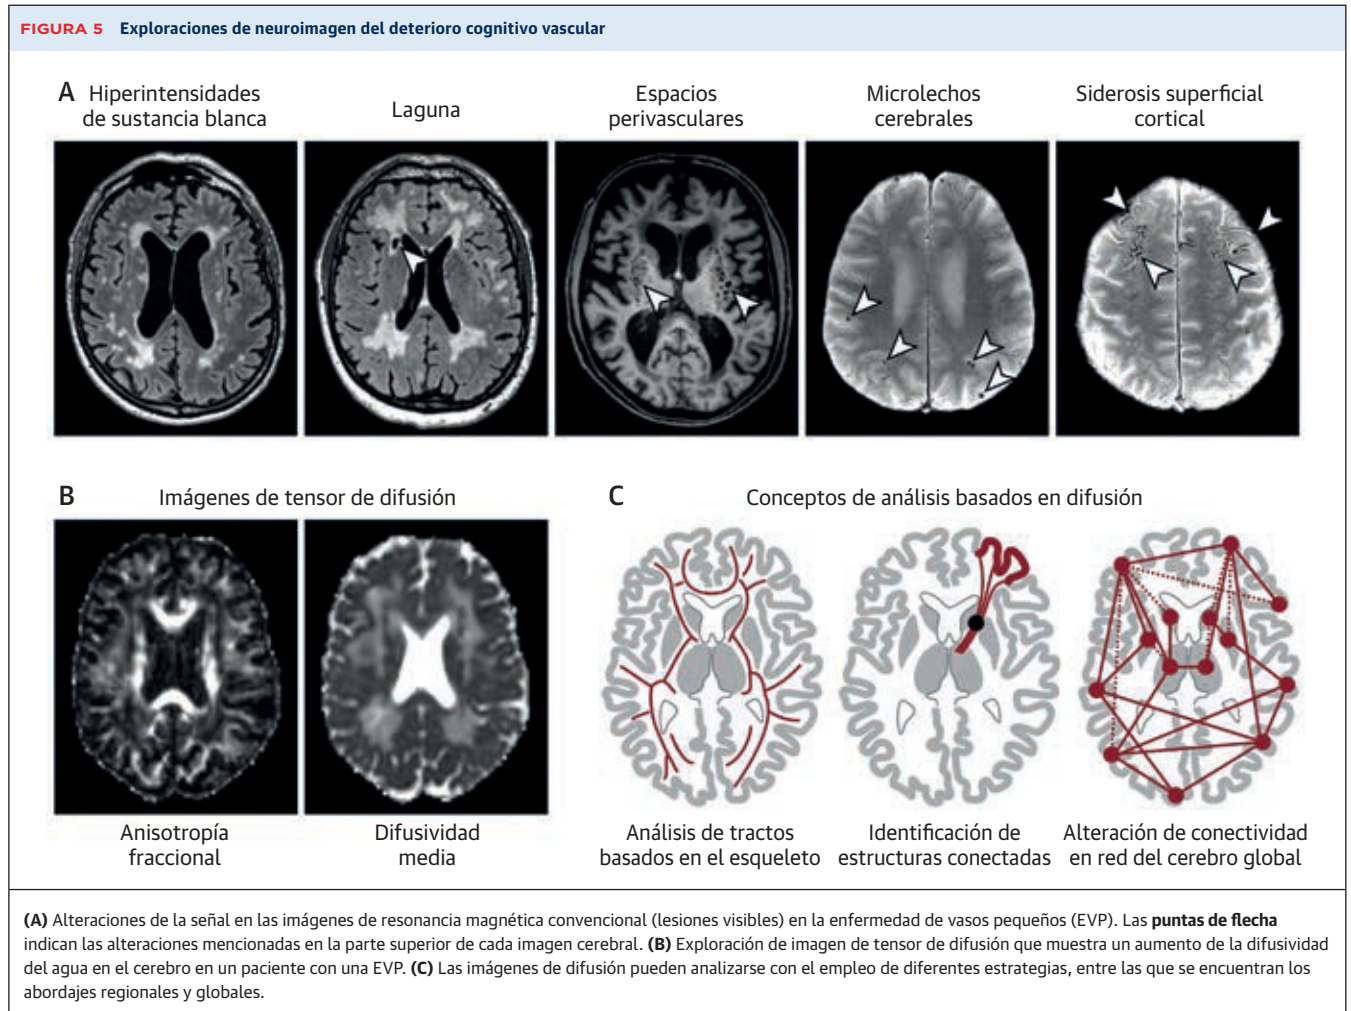 FIGURA 5 Exploraciones de neuroimagen del deterioro cognitivo vascular
A
Hiperintensidades
de sustancia blanca
Laguna
Espacios
perivasculares
Microlechos
cerebrales
Siderosis superficial
cortical
B
Imágenes de tensor de difusión
Anisotropía
fraccional
Difusividad
media
C
Conceptos de análisis basados en difusión
Análisis de tractos
basados en el esqueleto
Identificación de
estructuras conectadas
Alteración de conectividad
en red del cerebro global
(A) Alteraciones de la señal en las imágenes de resonancia magnética convencional (lesiones visibles) en la enfermedad de vasos pequeños (EVP). Las puntas de flecha
indican las alteraciones mencionadas en la parte superior de cada imagen cerebral. (B) Exploración de imagen de tensor de difusión que muestra un aumento de la difusividad
del agua en el cerebro en un paciente con una EVP. (C) Las imágenes de difusión pueden analizarse con el empleo de diferentes estrategias, entre las que se encuentran los
abordajes regionales y globales.